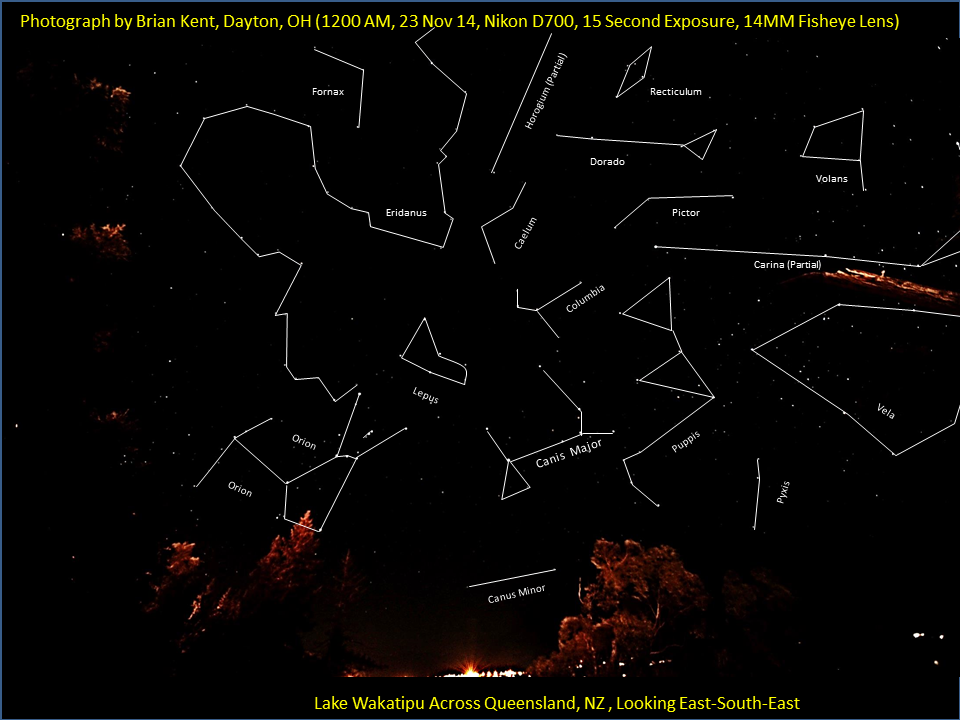 Photograph by Brian Kent, Dayton, OH (1200 AM, 23 Nov 14, Nikon D700, 15 Second Exposure, 14MM Fisheye Lens)
Fornax
Horogium (Partial)
Recticulum
Dorado
Volans
Eridanus
Caelum
Pictor
Carina (Partial)
Columbia
Lepus
Vela
Orion
Canis Major
Puppis
Orion
Pyxis
Canus Minor
Lake Wakatipu Across Queensland, NZ , Looking East-South-East